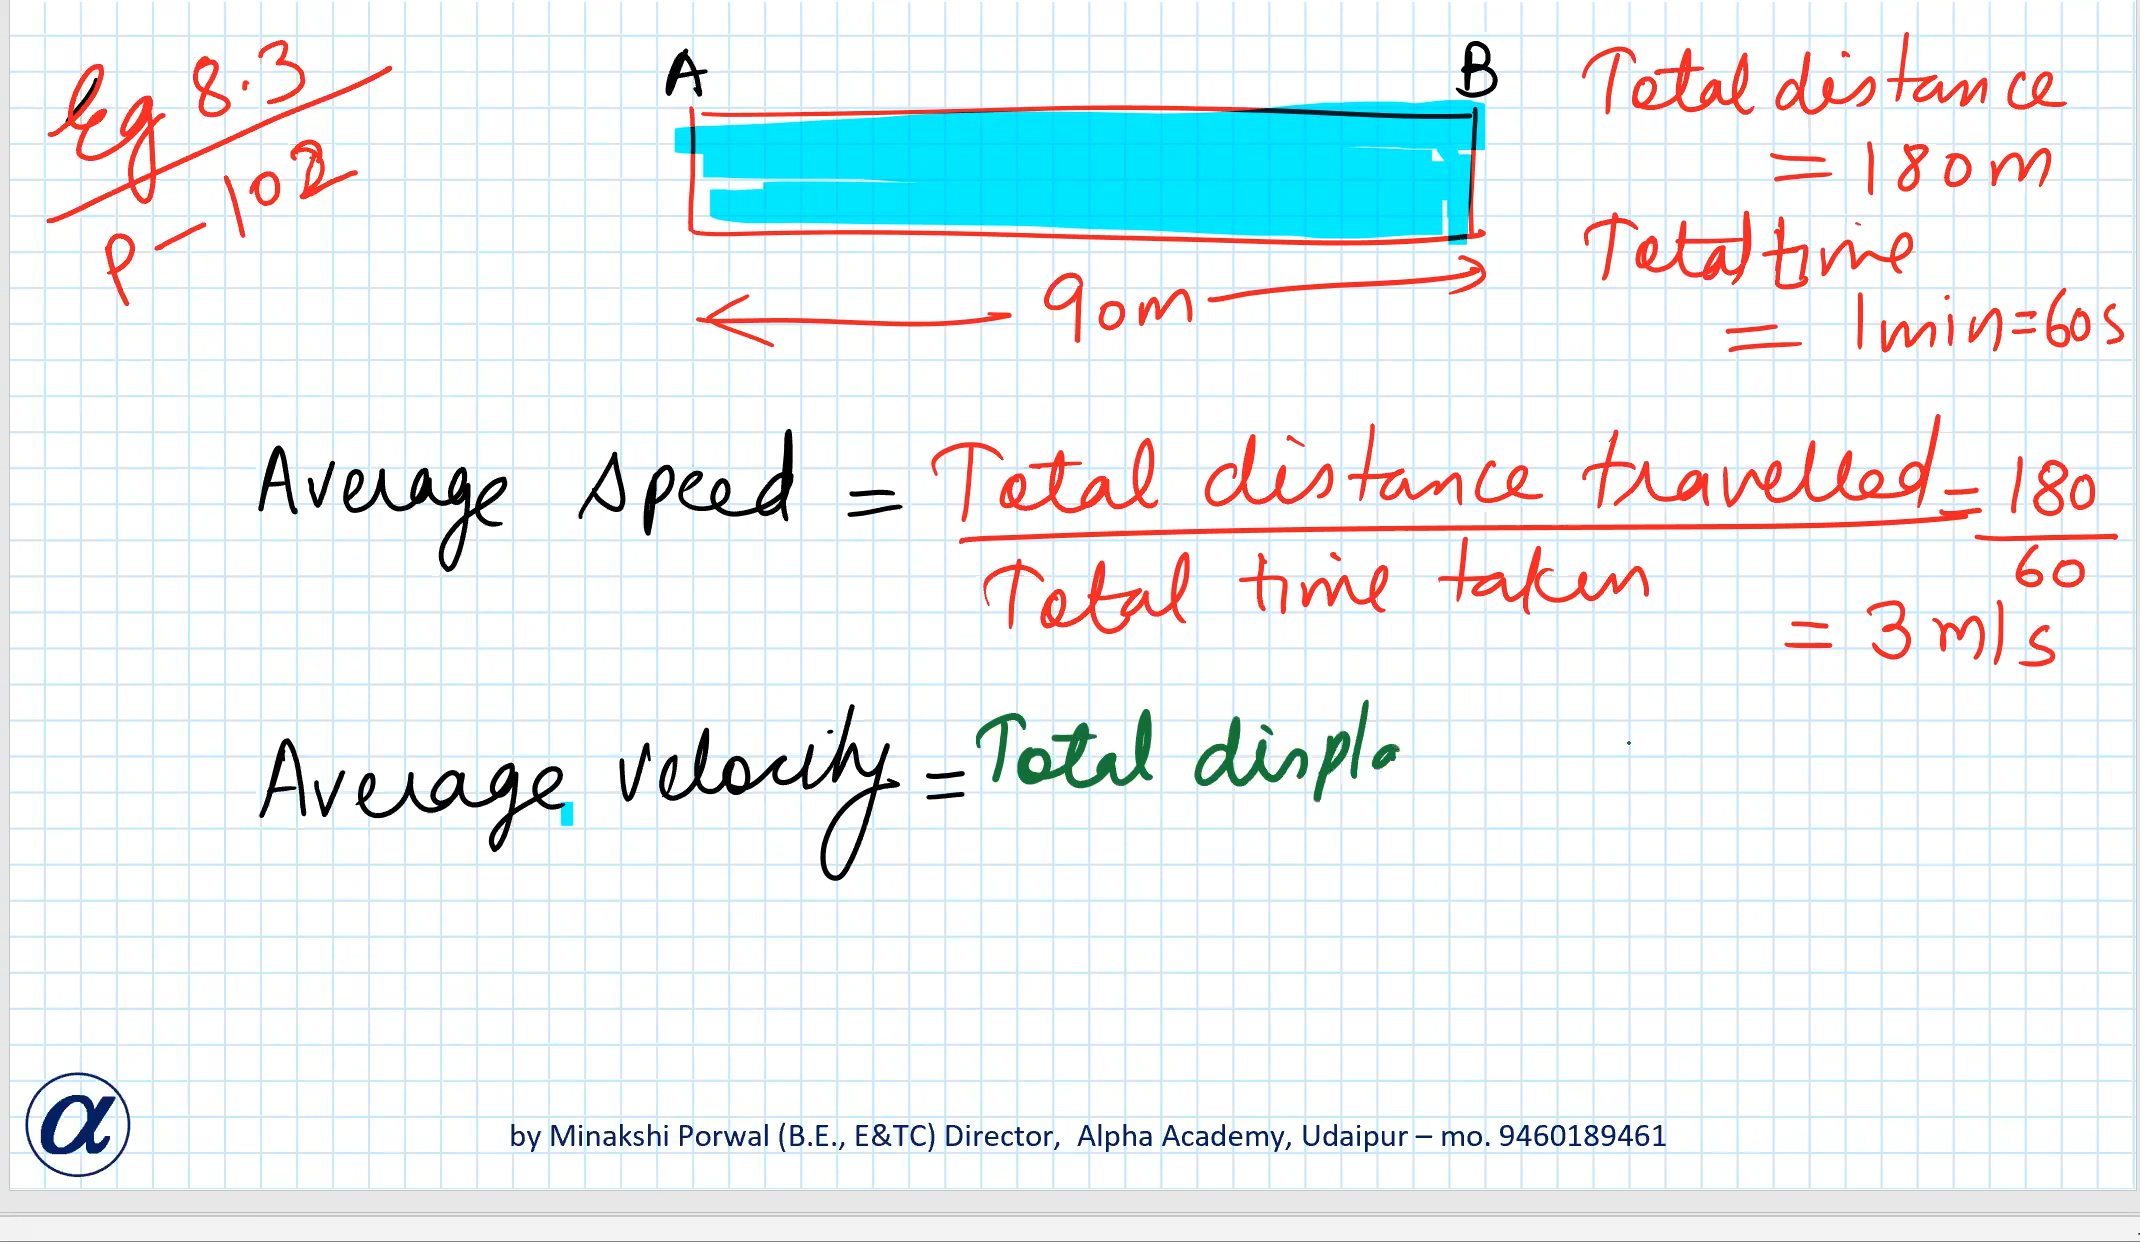 Eg 8.3
P-102
A
B
90m
Total distance
= 180m
Total time
= 1min=60s
Average speed = Total distance travelled = 180
Total time taken 60
= 3m/s
Average velocity = Total displa
α
by Minakshi Porwal (B.E., E&TC) Director, Alpha Academy, Udaipur – mo. 9460189461